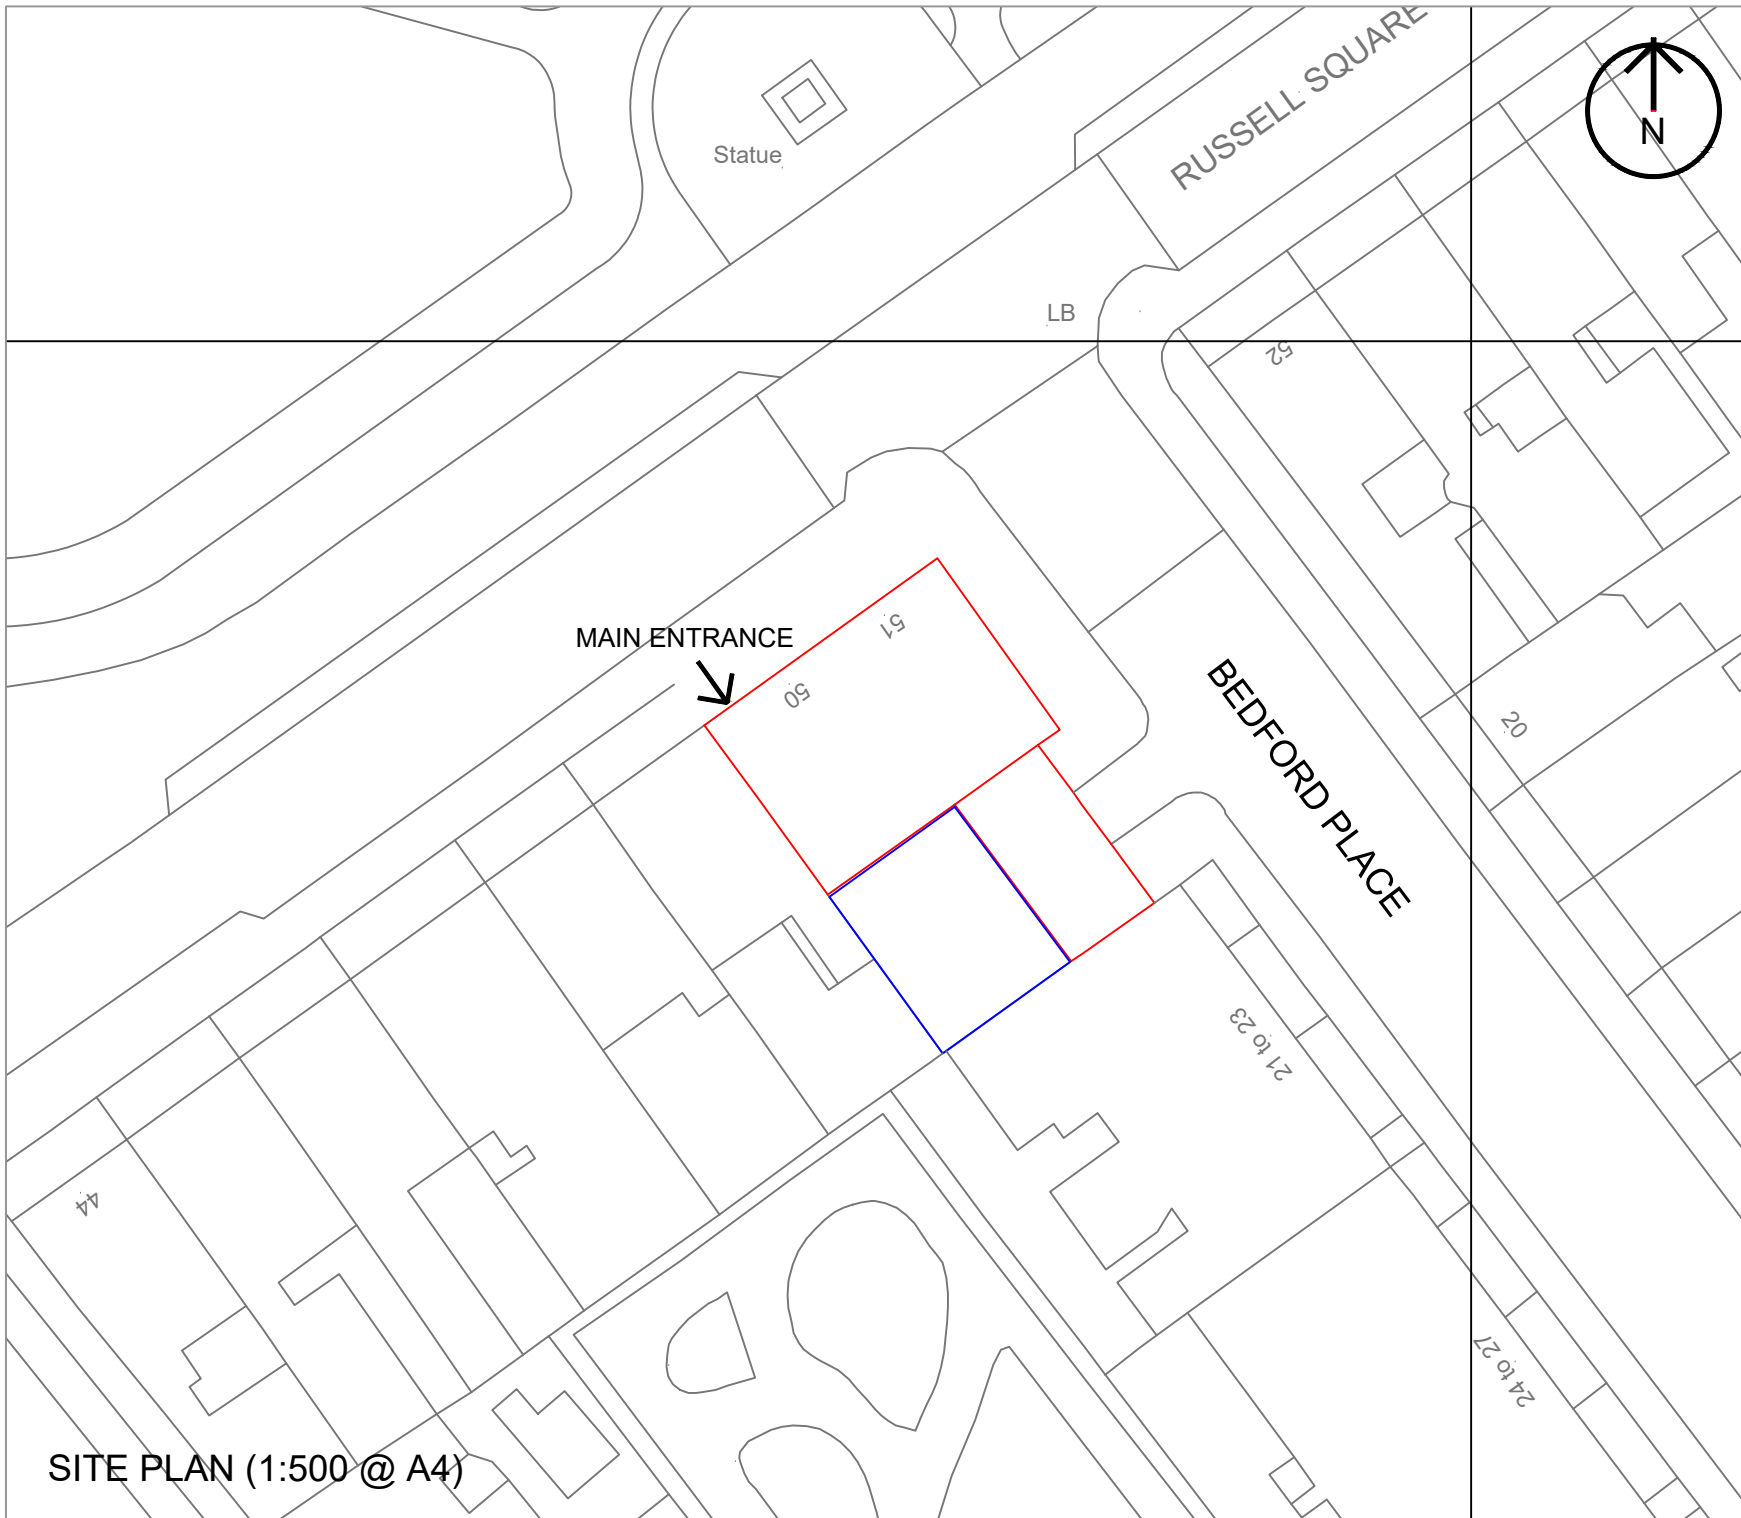 RUSSELL SQUARE
N
Statue
LB
52
51
MAIN ENTRANCE
50
BEDFORD PLACE
20
21 to 23
44
24 to 27
SITE PLAN (1:500 @ A4)